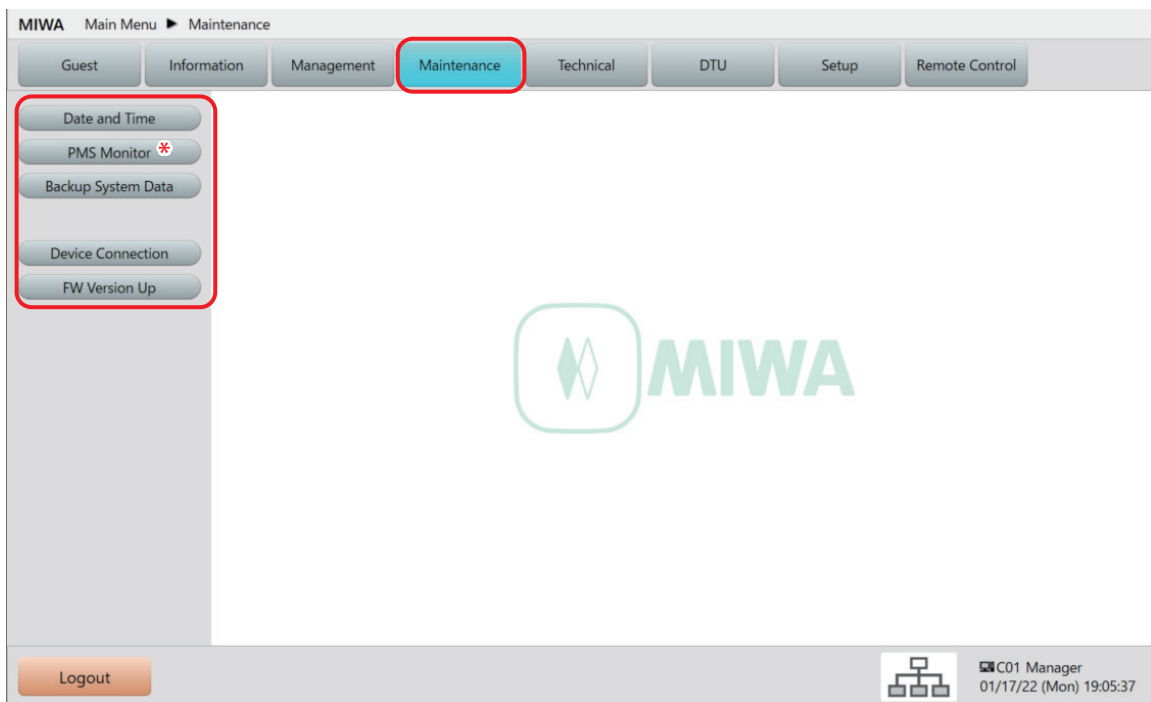 MIWA Main Menu ▶ Maintenance
Guest Information Management Maintenance Technical DTU Setup Remote Control
Date and Time
PMS Monitor *
Backup System Data
Device Connection
FW Version Up
MIWA
Logout
C01 Manager
01/17/22 (Mon) 19:05:37